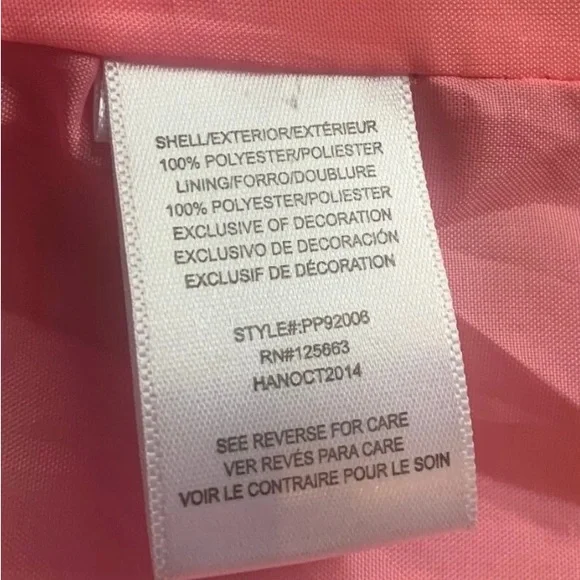 SHELL/EXTERIOR/EXTÉRIEUR
100% POLYESTER/POLIESTER
LINING/FORRO/DOUBLURE
100% POLYESTER/POLIESTER
EXCLUSIVE OF DECORATION
EXCLUSIVO DE DECORACIÓN
EXCLUSIF DE DÉCORATION
STYLE#:PP92006
RN#125663
HANOCT2014
SEE REVERSE FOR CARE
VER REVÉS PARA CARE
VOIR LE CONTRAIRE POUR LE SOIN